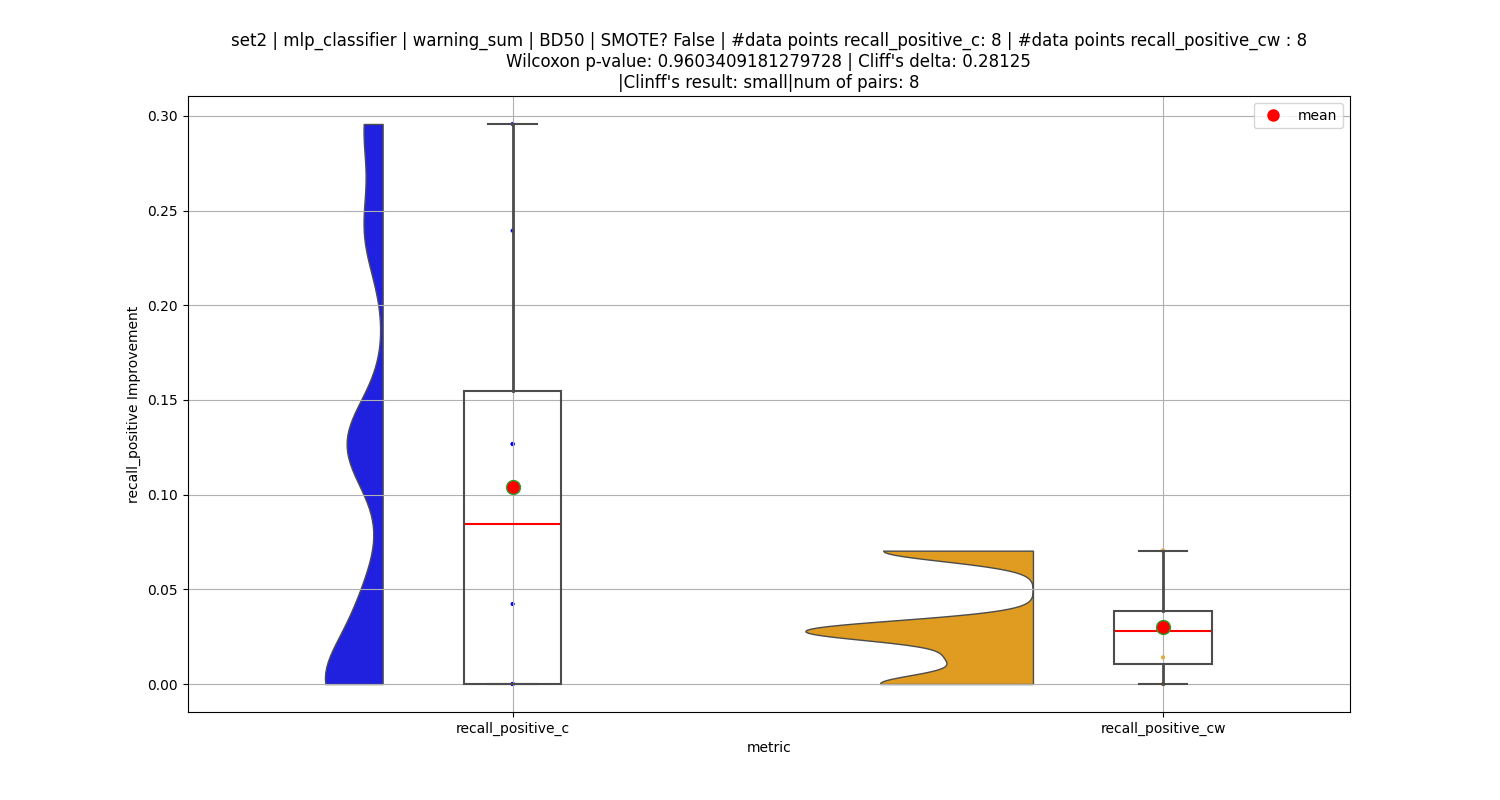 set2 | mlp_classifier | warning_sum | BD50 | SMOTE? False | #data points recall_positive_c: 8 | #data points recall_positive_cw : 8
Wilcoxon p-value: 0.9603409181279728 | Cliff's delta: 0.28125
|Clinff's result: small|num of pairs: 8
mean
0.30
0.25
0.20
0.15
0.10
0.05
0.00
recall_positive Improvement
recall_positive_c
recall_positive_cw
metric